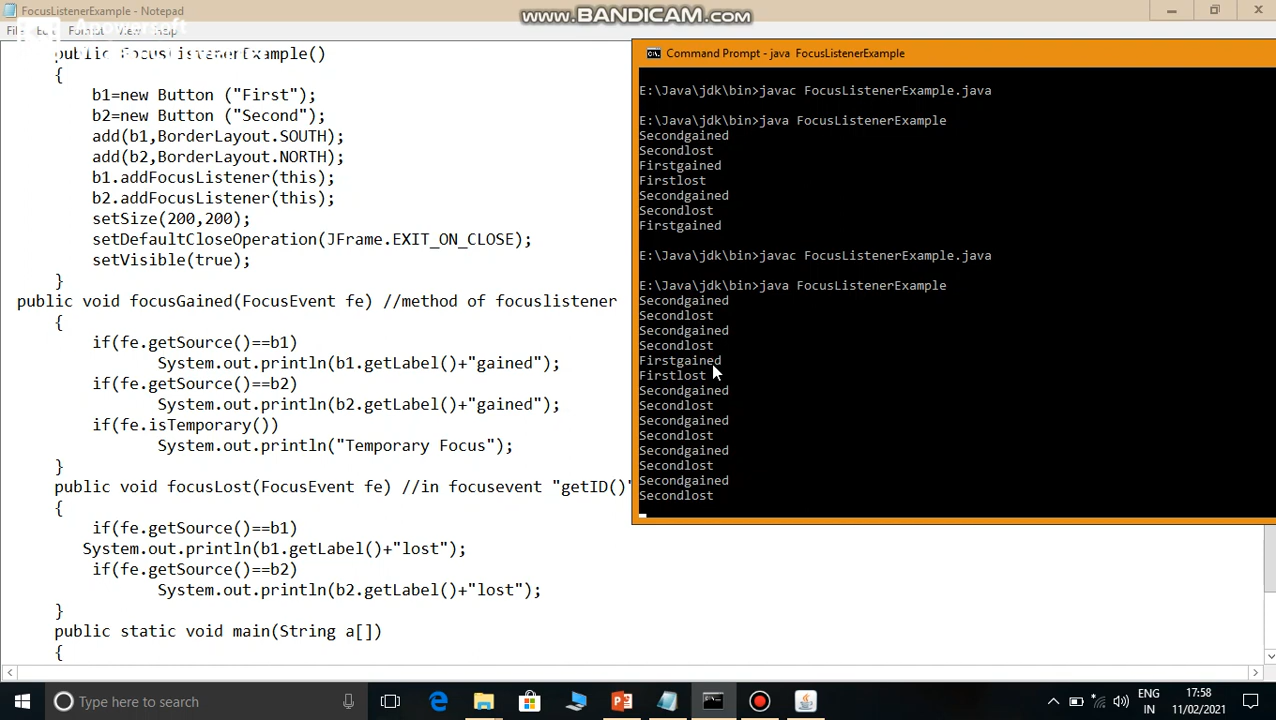 FocusListenerExample - Notepad
www.BANDICAM.com
Apowersoft
Format View Help
public FocusListenerExample()
{
b1=new Button ("First");
b2=new Button ("Second");
add(b1,BorderLayout.SOUTH);
add(b2,BorderLayout.NORTH);
b1.addFocusListener(this);
b2.addFocusListener(this);
setSize(200,200);
setDefaultCloseOperation(JFrame.EXIT_ON_CLOSE);
setVisible(true);
}
public void focusGained(FocusEvent fe) //method of focuslistener
{
if(fe.getSource()==b1)
System.out.println(b1.getLabel()+"gained");
if(fe.getSource()==b2)
System.out.println(b2.getLabel()+"gained");
if(fe.isTemporary())
System.out.println("Temporary Focus");
}
public void focusLost(FocusEvent fe) //in focusevent "getID()"
{
if(fe.getSource()==b1)
System.out.println(b1.getLabel()+"lost");
if(fe.getSource()==b2)
System.out.println(b2.getLabel()+"lost");
}
public static void main(String a[])
{
Command Prompt - java FocusListenerExample
E:\Java\jdk\bin>javac FocusListenerExample.java
E:\Java\jdk\bin>java FocusListenerExample
Secondgained
Secondlost
Firstgained
Firstlost
Secondgained
Secondlost
Firstgained
E:\Java\jdk\bin>javac FocusListenerExample.java
E:\Java\jdk\bin>java FocusListenerExample
Secondgained
Secondlost
Secondgained
Secondlost
Firstgained
Firstlost
Secondgained
Secondlost
Secondgained
Secondlost
Secondgained
Secondlost
Secondgained
Secondlost
Type here to search
ENG
IN
17:58
11/02/2021